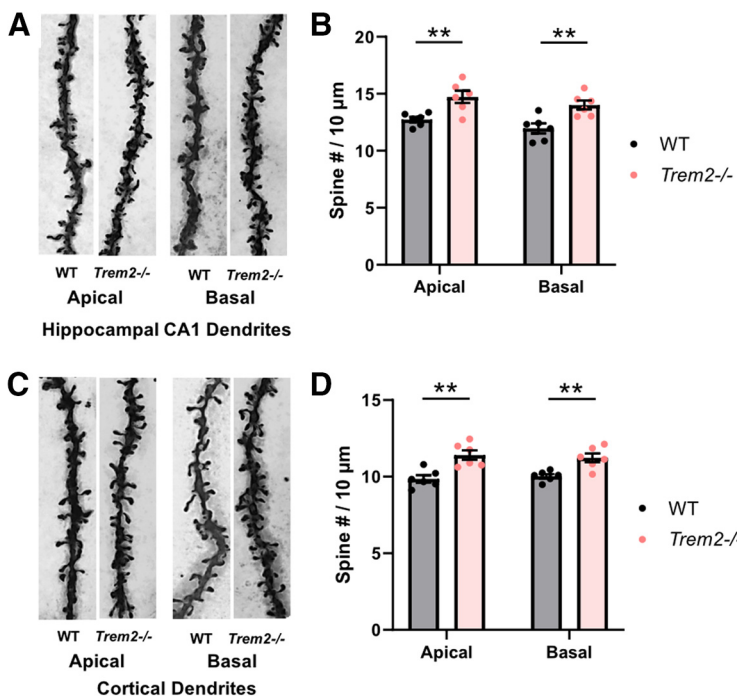 A
WT Trem2-/- WT Trem2-/-
Apical Basal
Hippocampal CA1 Dendrites
B
Spine # / 10 µm
20
15
10
5
0
** **
Apical Basal
WT
Trem2-/-
C
WT Trem2-/- WT Trem2-/-
Apical Basal
Cortical Dendrites
D
Spine # / 10 µm
15
10
5
0
** **
Apical Basal
WT
Trem2-/